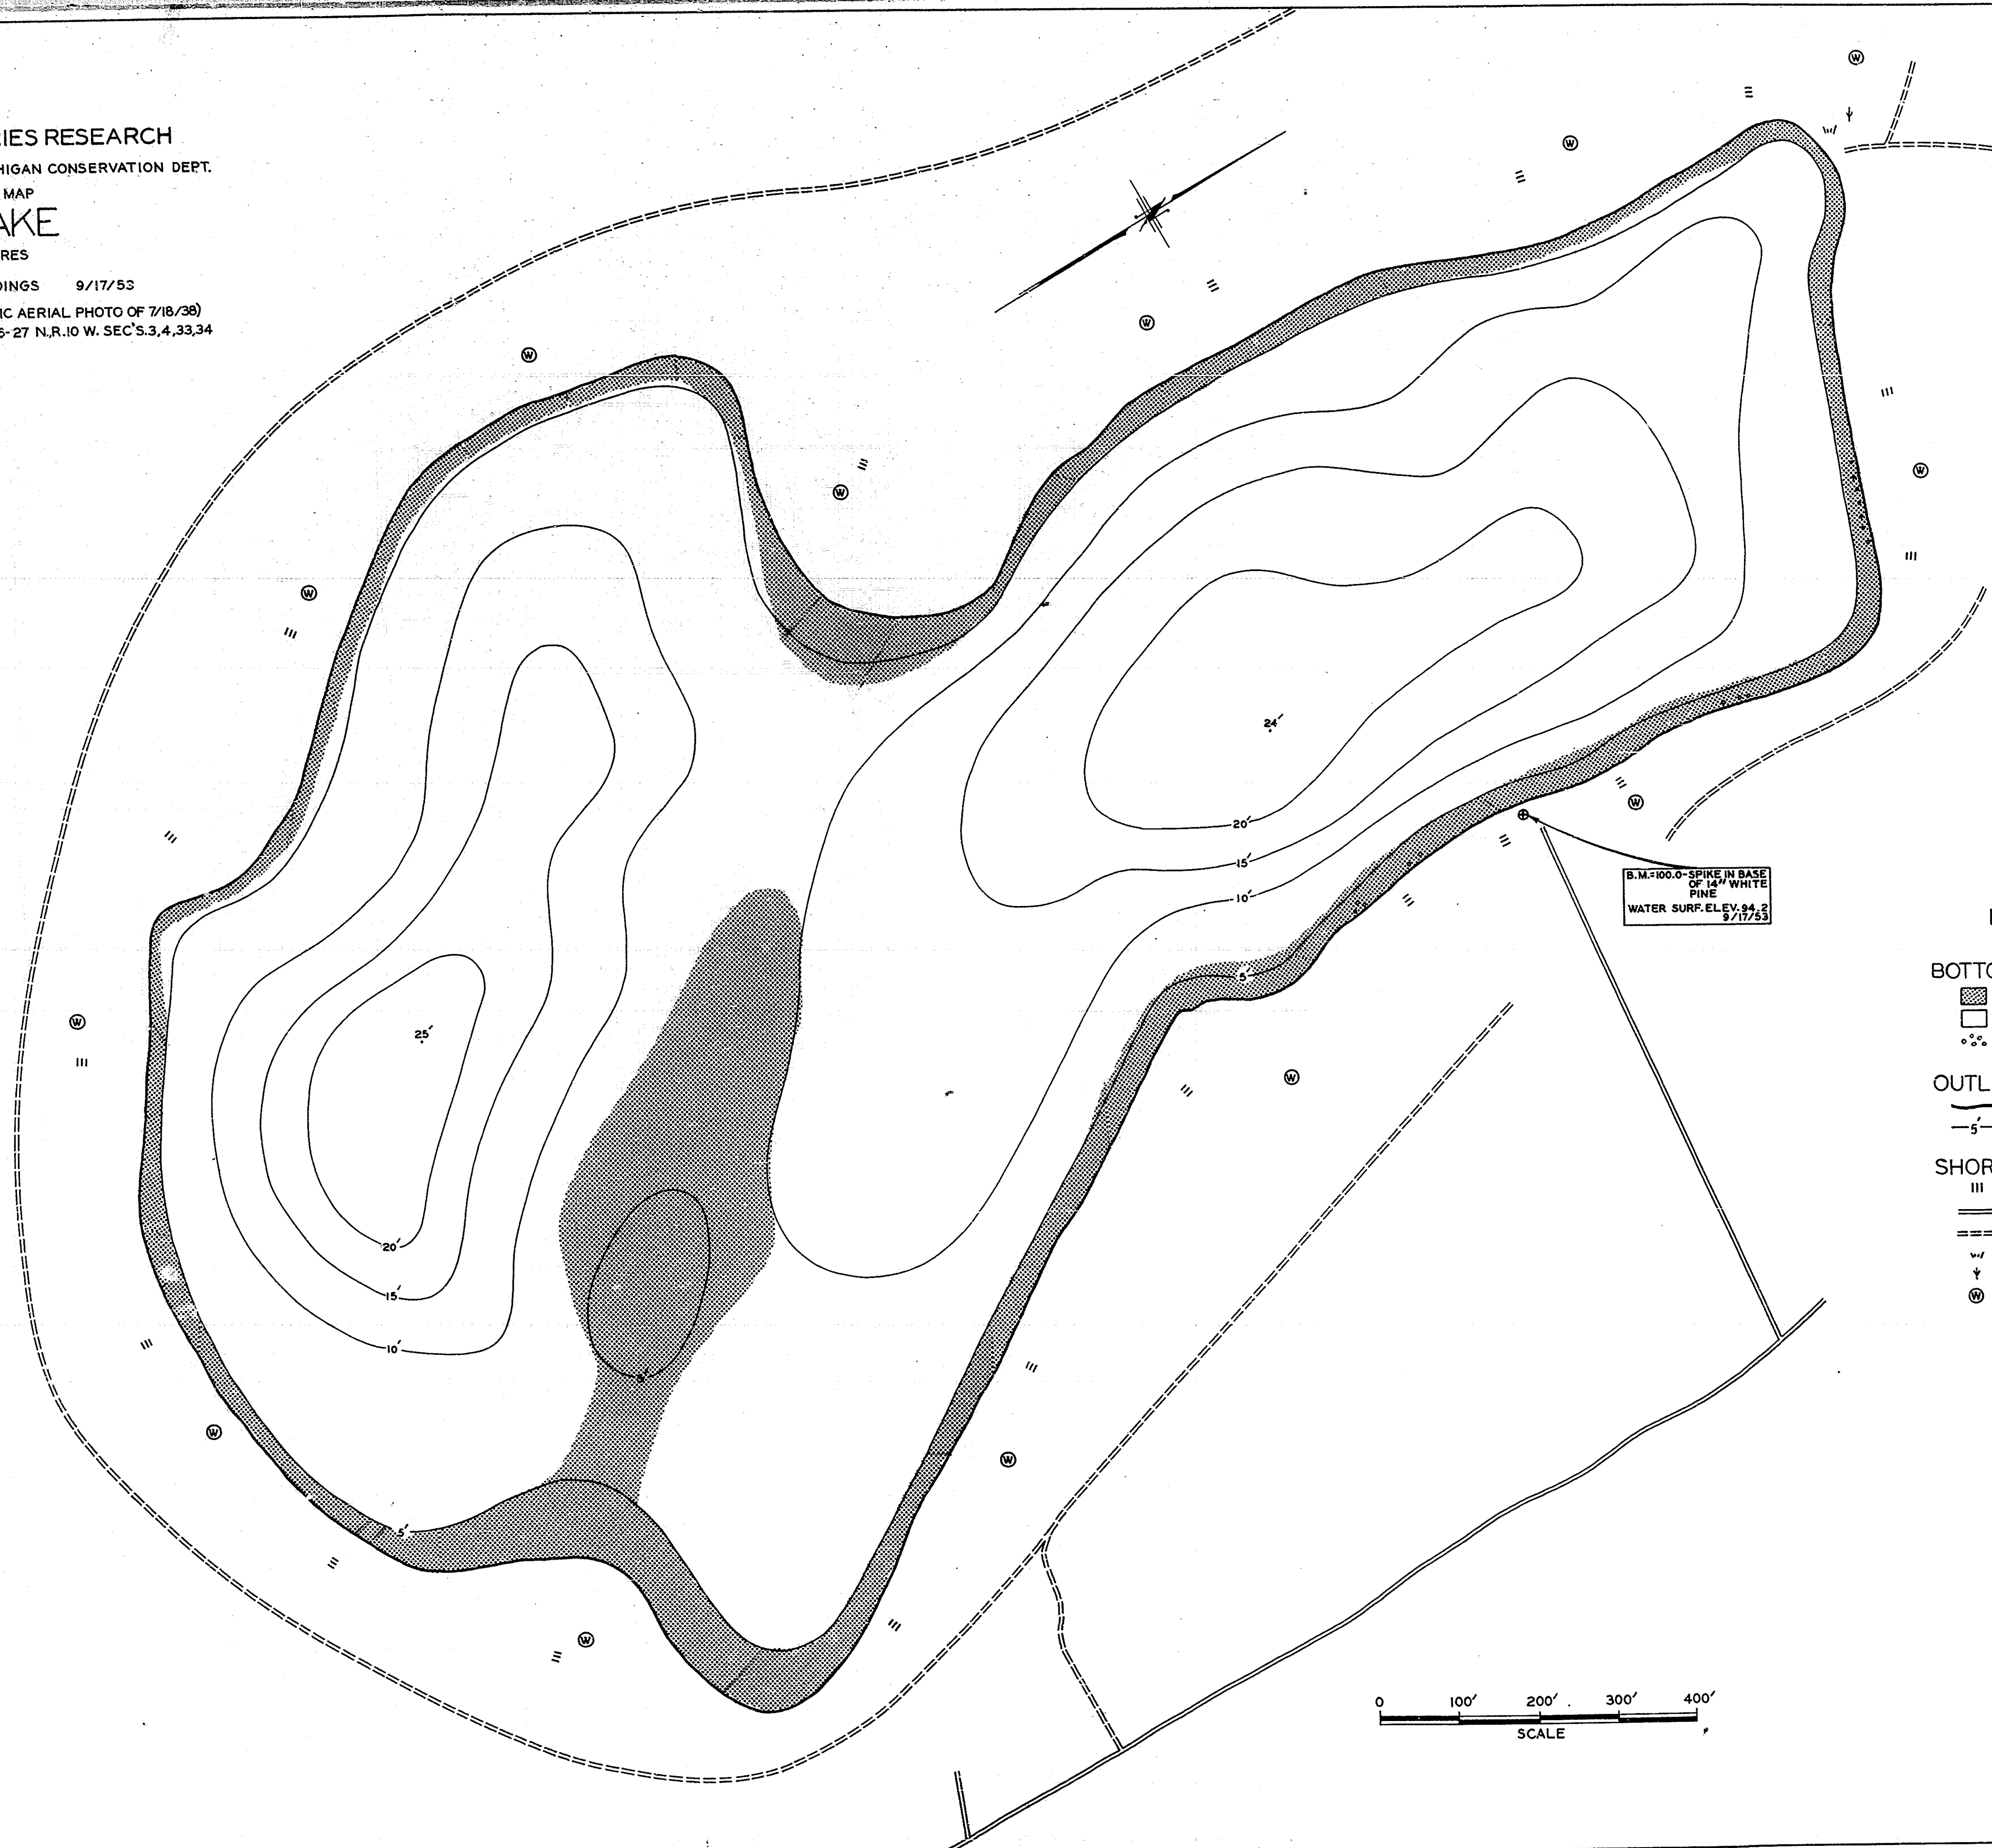 IES RESEARCH
HIGAN CONSERVATION DEPT.
MAP
AKE
RES
DINGS 9/17/53
IC AERIAL PHOTO OF 7/18/38)
6-27 N.,R.10 W. SEC'S.3,4,33,34
W
W
W
W
W
W
W
24'
20'
15'
10'
5'
W
B.M.=100.0-SPIKE IN BASE
OF 14" WHITE
PINE
WATER SURF. ELEV. 94.2
9/17/53
BOTTO
OUTL
5'
SHOR
W
W
25'
20'
15'
10'
5'
5'
W
W
W
W
0 100' 200' 300' 400'
SCALE